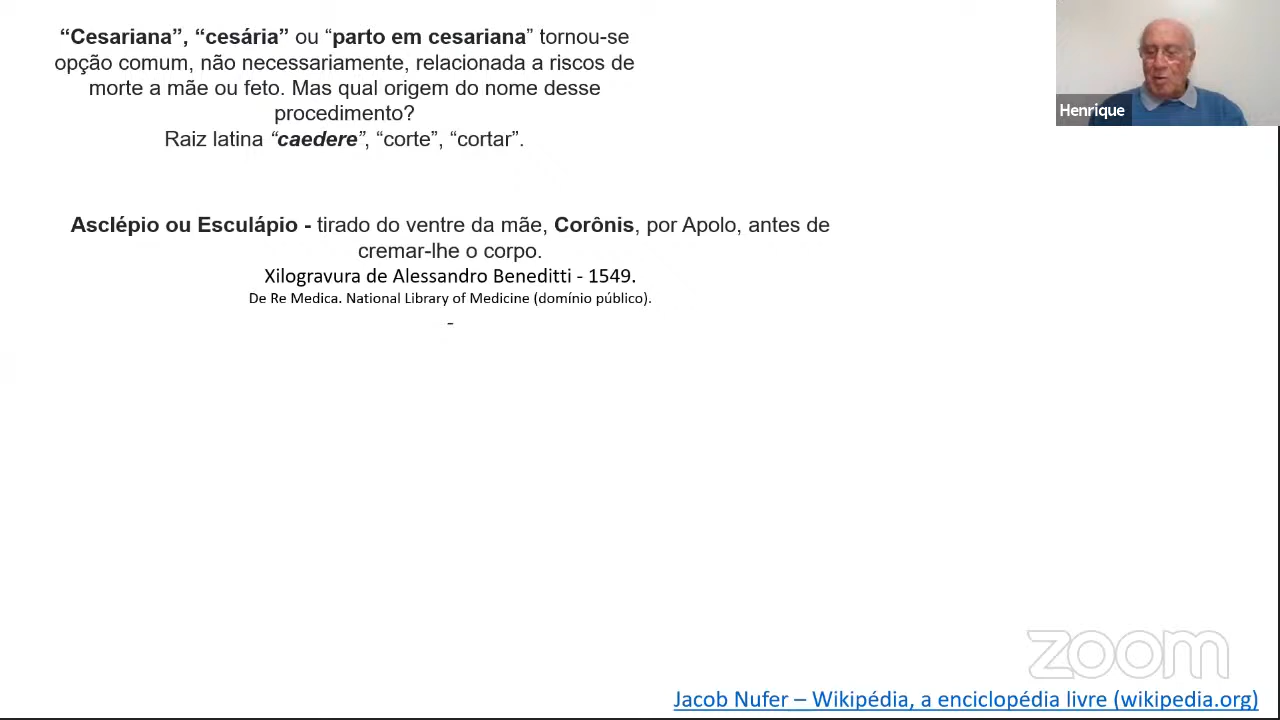 “Cesariana”, “cesária” ou “parto em cesariana” tornou-se
opção comum, não necessariamente, relacionada a riscos de
morte a mãe ou feto. Mas qual origem do nome desse
procedimento?
Raiz latina “caedere”, “corte”, “cortar”.
Henrique
Asclépio ou Esculápio - tirado do ventre da mãe, Corônis, por Apolo, antes de
cremar-lhe o corpo.
Xilogravura de Alessandro Beneditti - 1549.
De Re Medica. National Library of Medicine (domínio público).
-
zoom
Jacob Nufer – Wikipédia, a enciclopédia livre (wikipedia.org)